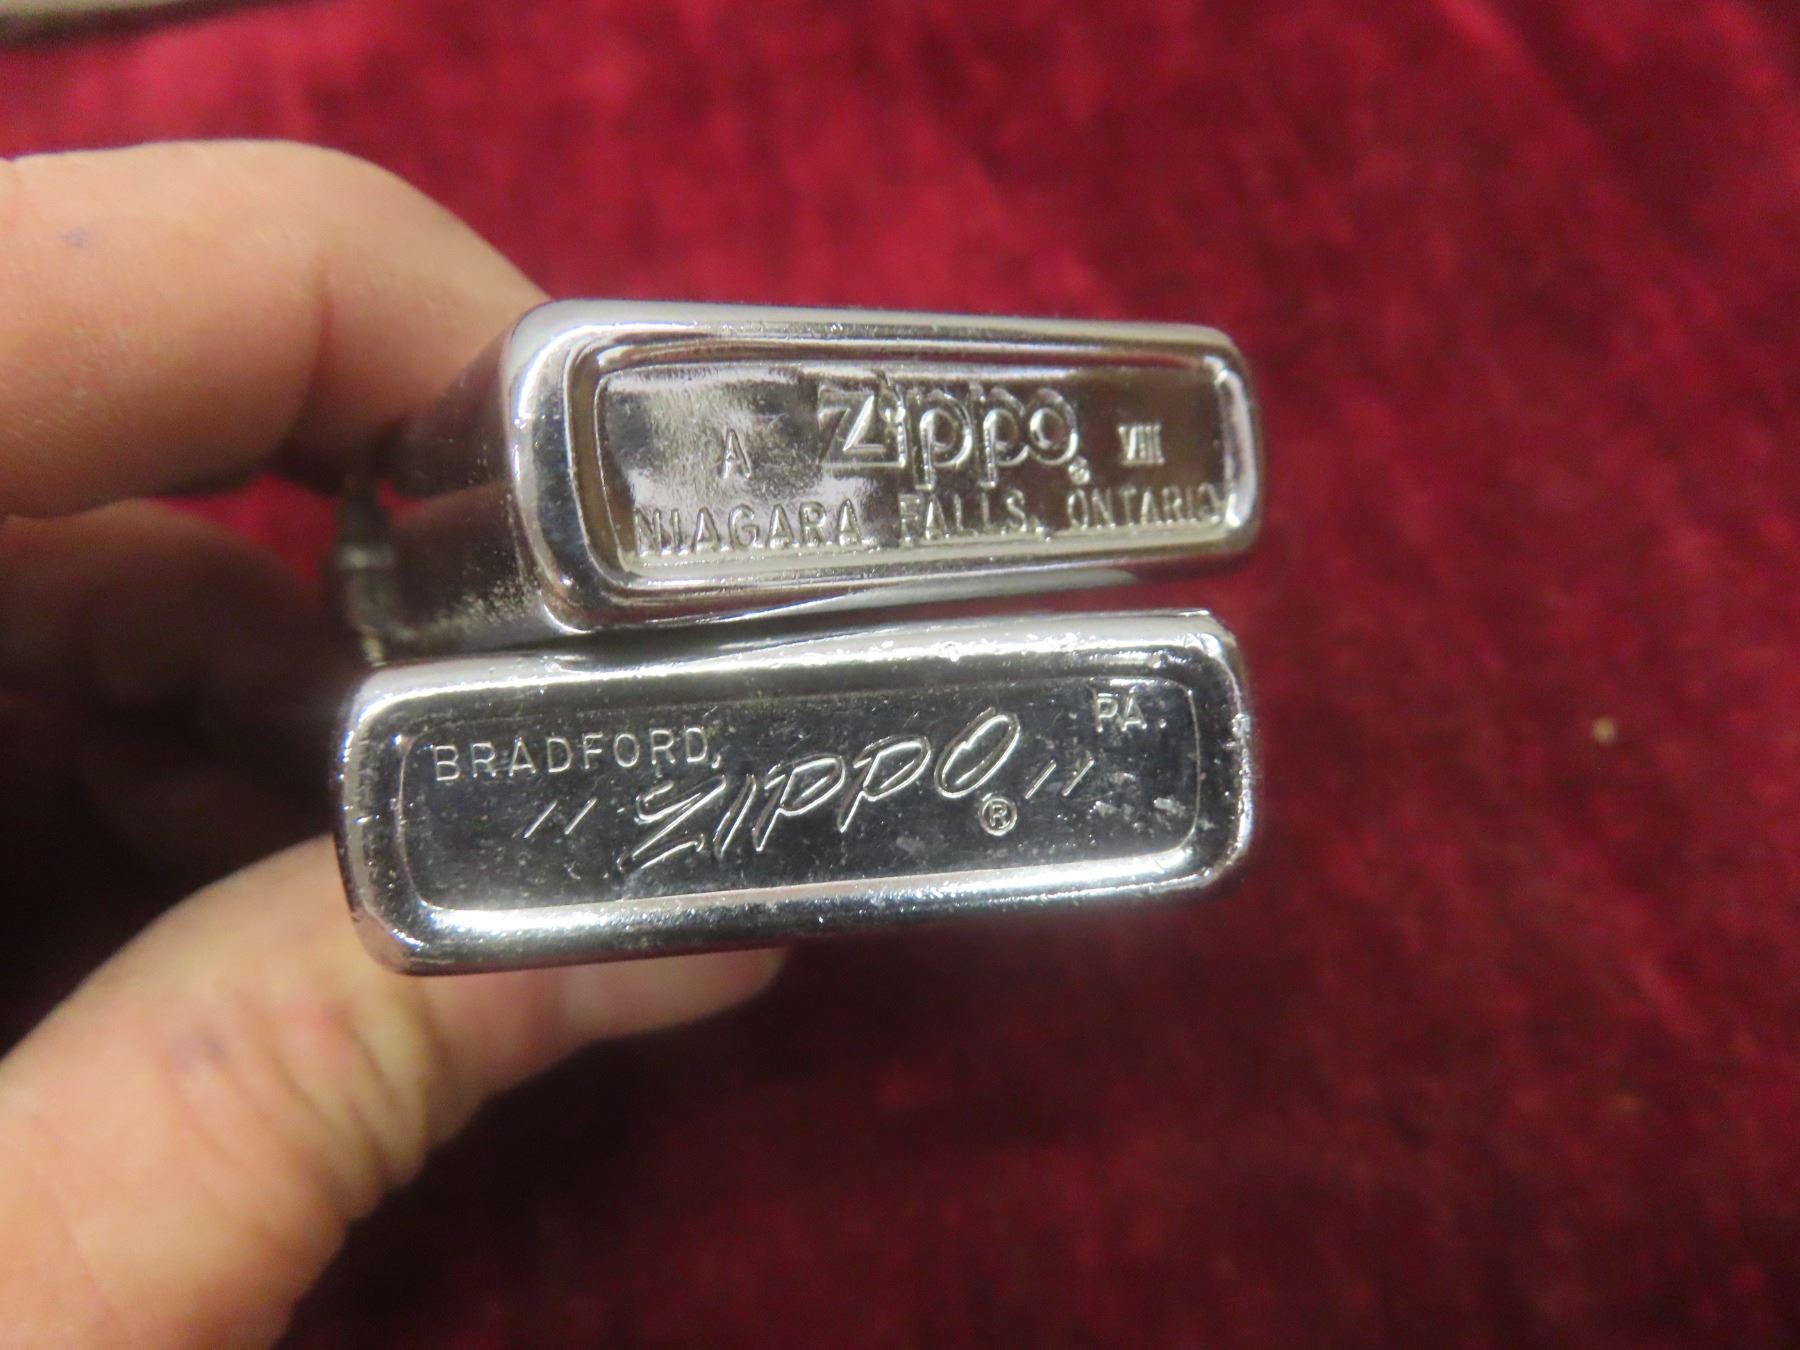 A Zippo® VIII
NIAGARA FALLS, ONTARIO
BRADFORD, PA.
"ZIPPO"®